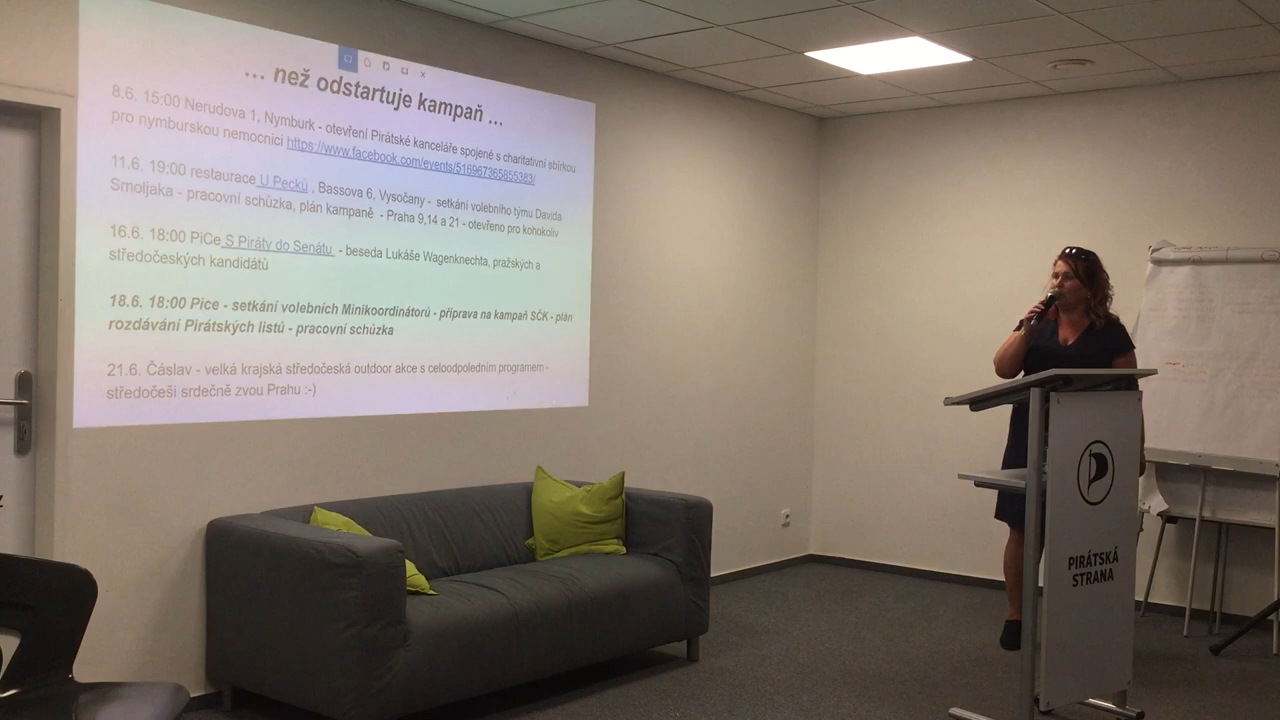 ... než odstartuje kampaň ...
8.6. 15:00 Nerudova 1, Nymburk - otevření Pirátské kanceláře spojené s charitativní sbírkou
pro nymburskou nemocnici https://www.facebook.com/events/516967365855383/
11.6. 19:00 restaurace U Pecků , Bassova 6, Vysočany - setkání volebního týmu Davida
Smoljaka - pracovní schůzka, plán kampaně - Praha 9,14 a 21 - otevřeno pro kohokoliv
16.6. 18:00 PiCe S Piráty do Senátu - beseda Lukáše Wagenknechta, pražských a
středočeských kandidátů
18.6. 18:00 Pice - setkání volebních Minikoordinátorů - příprava na kampaň SČK - plán
rozdávání Pirátských listů - pracovní schůzka
21.6. Čáslav - velká krajská středočeská outdoor akce s celoodpoledním programem -
středočeši srdečně zvou Prahu :-)
PIRÁTSKÁ
STRANA